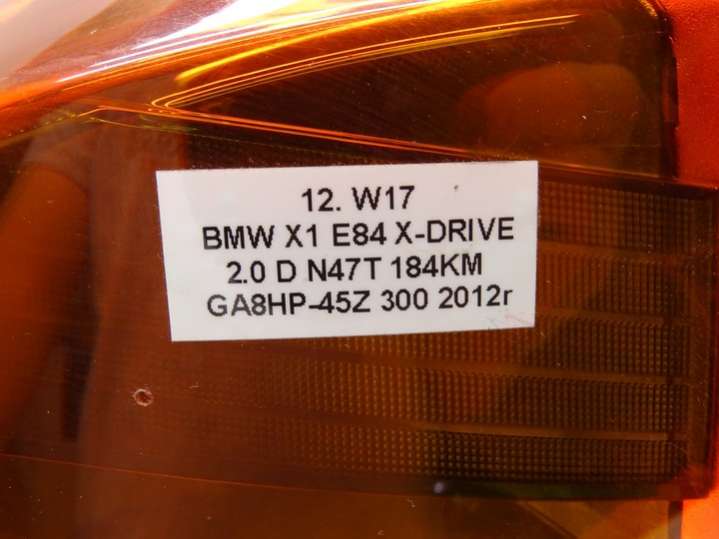 12. W17
BMW X1 E84 X-DRIVE
2.0 D N47T 184KM
GA8HP-45Z 300 2012r